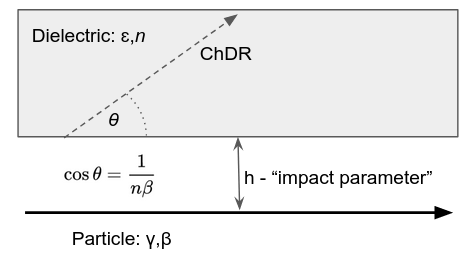 Dielectric: ε,n
ChDR
θ
cos θ = 1/(nβ)
h - “impact parameter”
Particle: γ,β